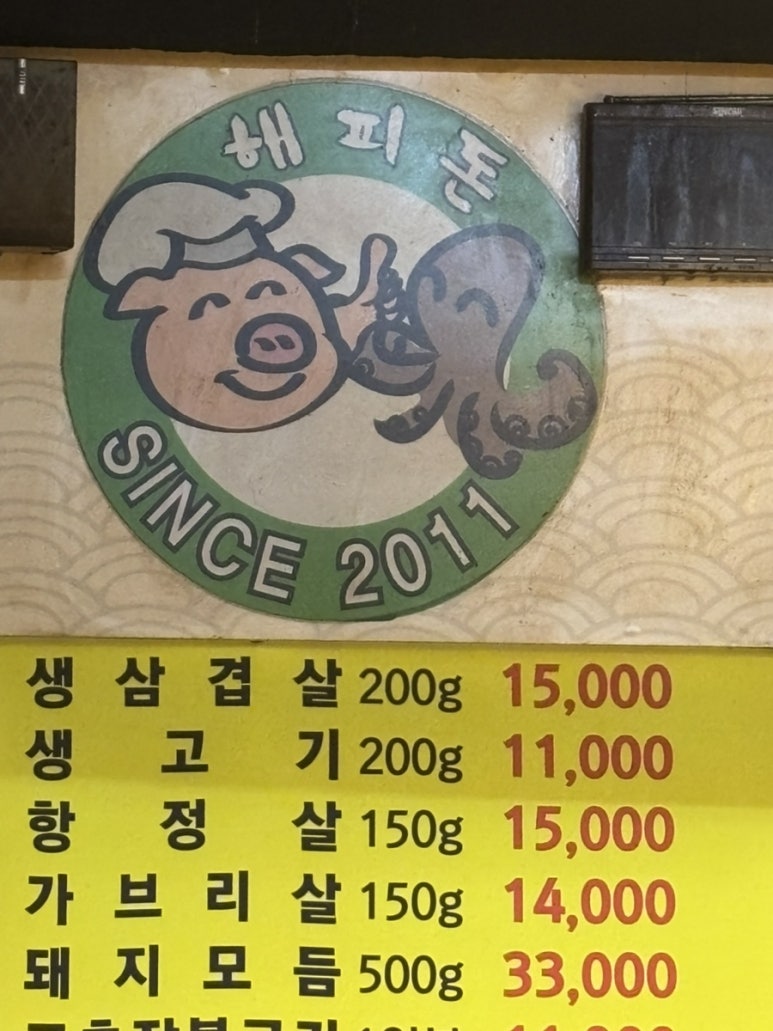 해피돈
SINCE 2011
생삼겹살 200g 15,000
생고기 200g 11,000
항정살 150g 15,000
가브리살 150g 14,000
돼지모듬 500g 33,000